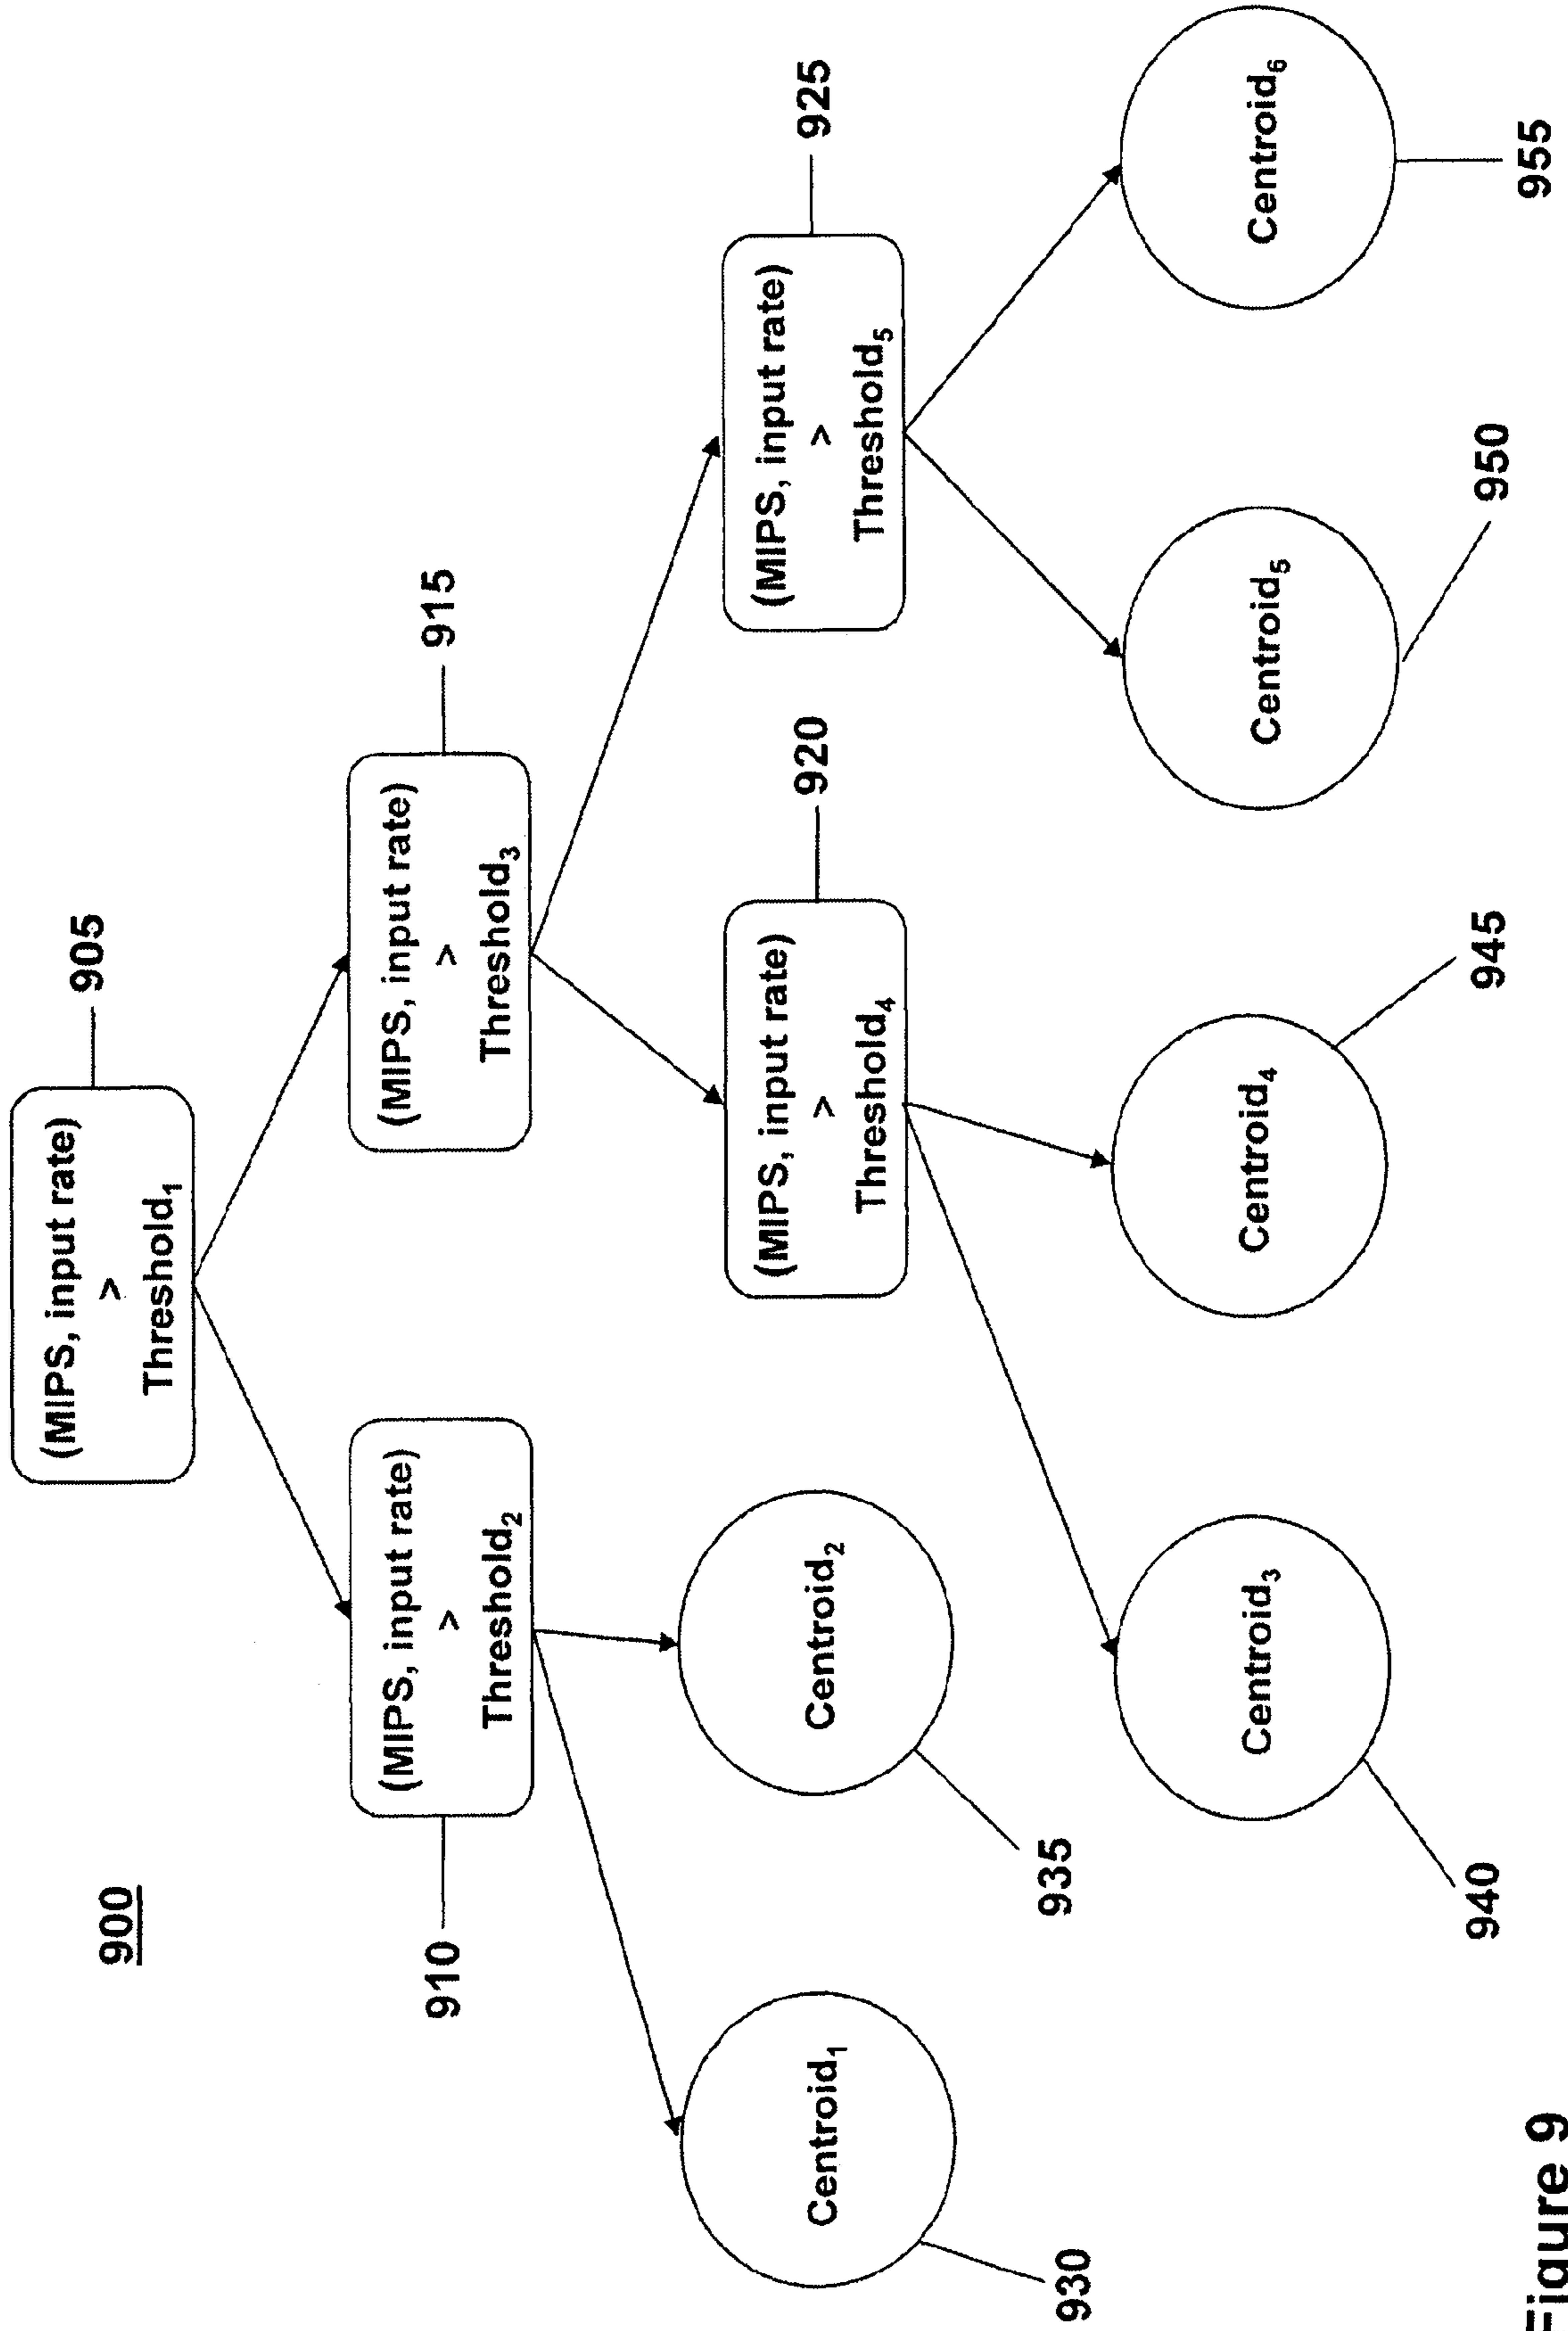 900
(MIPS, input rate)
>
Threshold₁
905
910
(MIPS, input rate)
>
Threshold₂
(MIPS, input rate)
>
Threshold₃
915
Centroid₁
930
Centroid₂
935
(MIPS, input rate)
>
Threshold₄
920
(MIPS, input rate)
>
Threshold₅
925
Centroid₃
940
Centroid₄
945
Centroid₅
950
Centroid₆
955
Figure 9